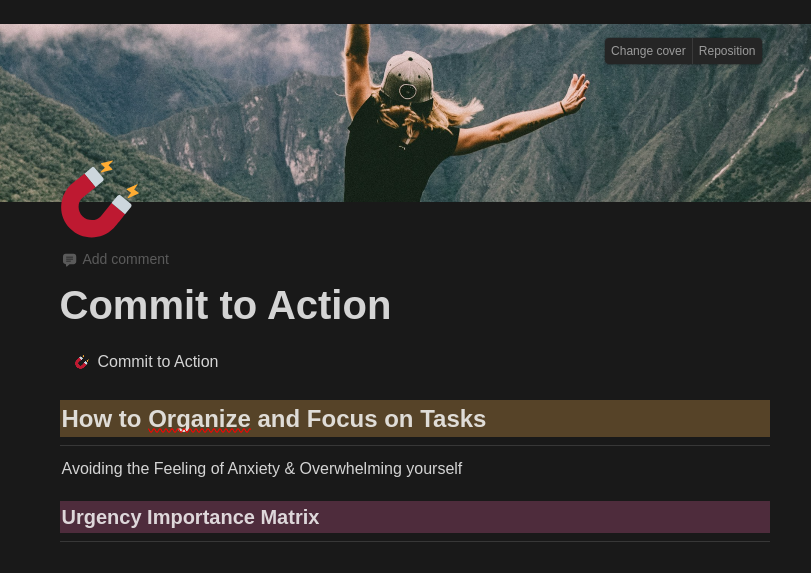 Change cover Reposition
Add comment
Commit to Action
Commit to Action
How to Organize and Focus on Tasks
Avoiding the Feeling of Anxiety & Overwhelming yourself
Urgency Importance Matrix